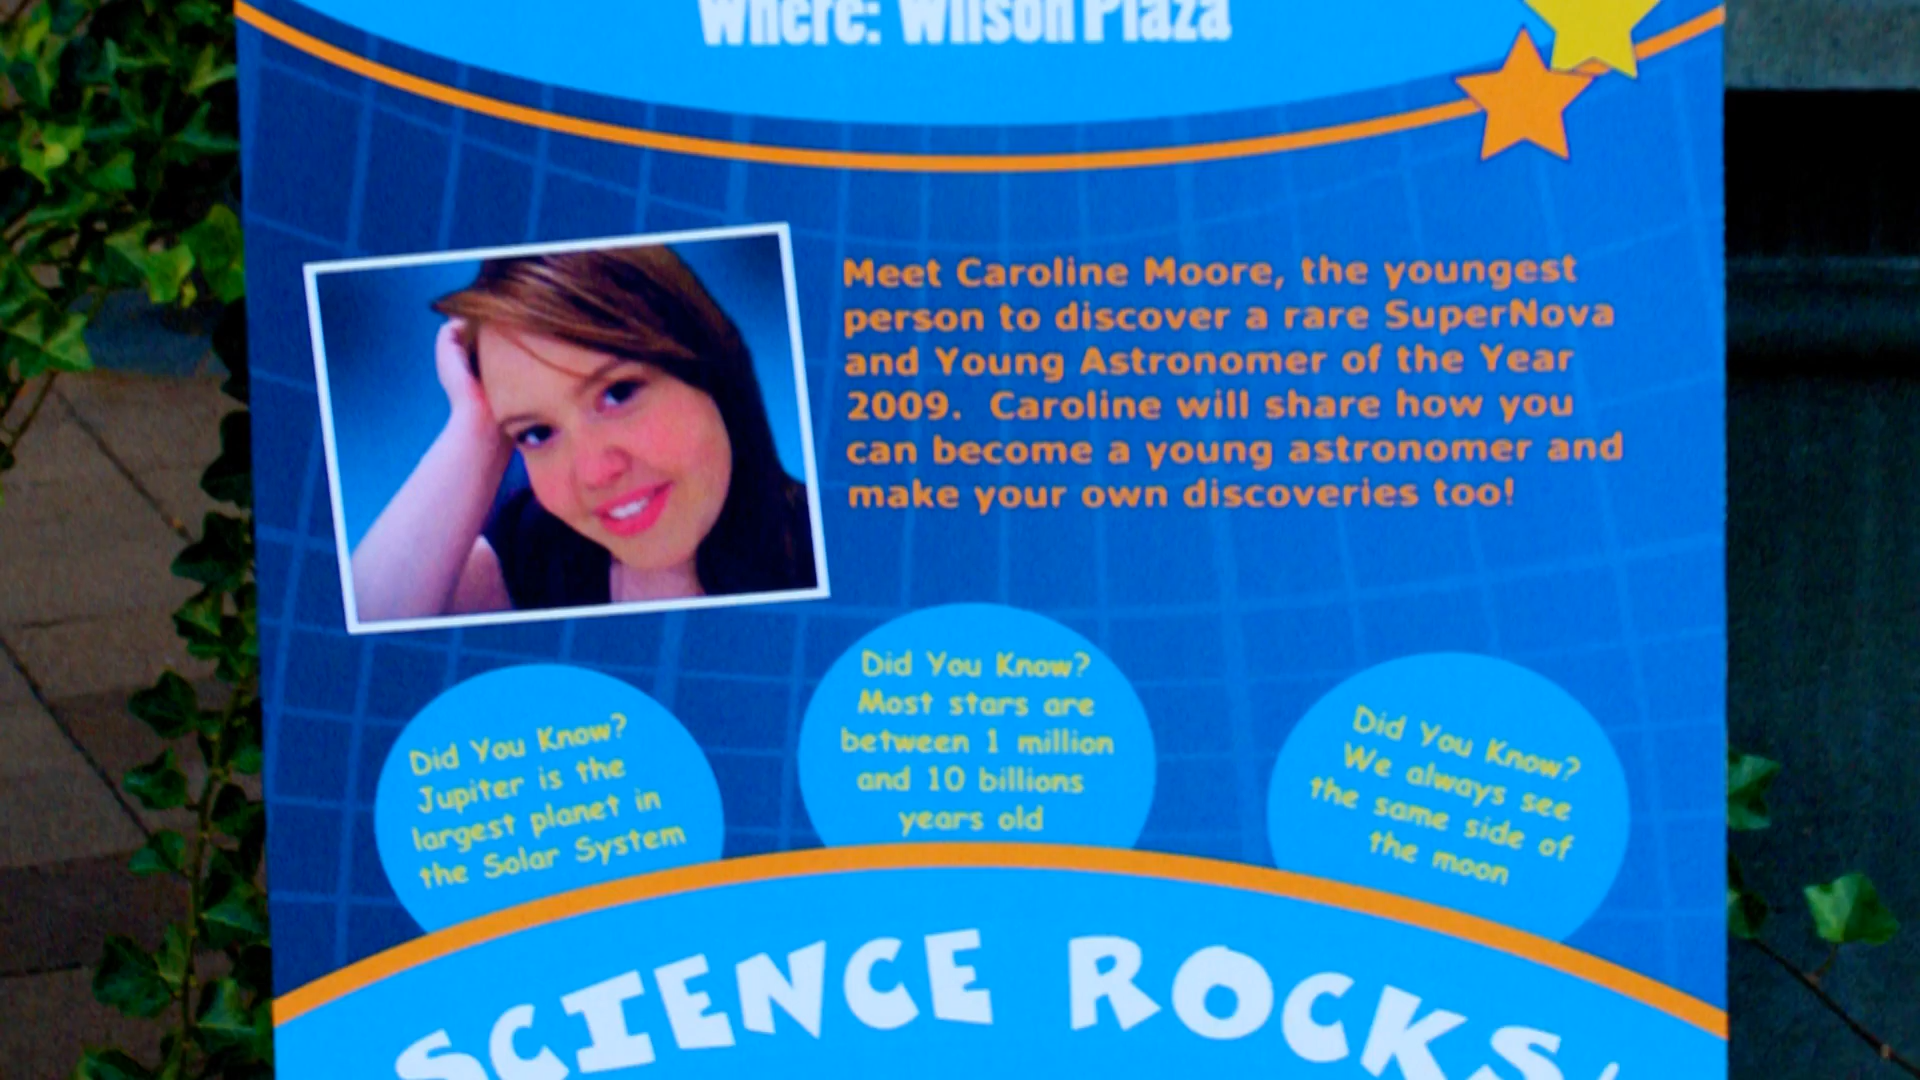 Where: Wilson Plaza
Meet Caroline Moore, the youngest
person to discover a rare SuperNova
and Young Astronomer of the Year
2009. Caroline will share how you
can become a young astronomer and
make your own discoveries too!
Did You Know?
Jupiter is the
largest planet in
the Solar System
Did You Know?
Most stars are
between 1 million
and 10 billions
years old
Did You Know?
We always see
the same side of
the moon
SCIENCE ROCKS!